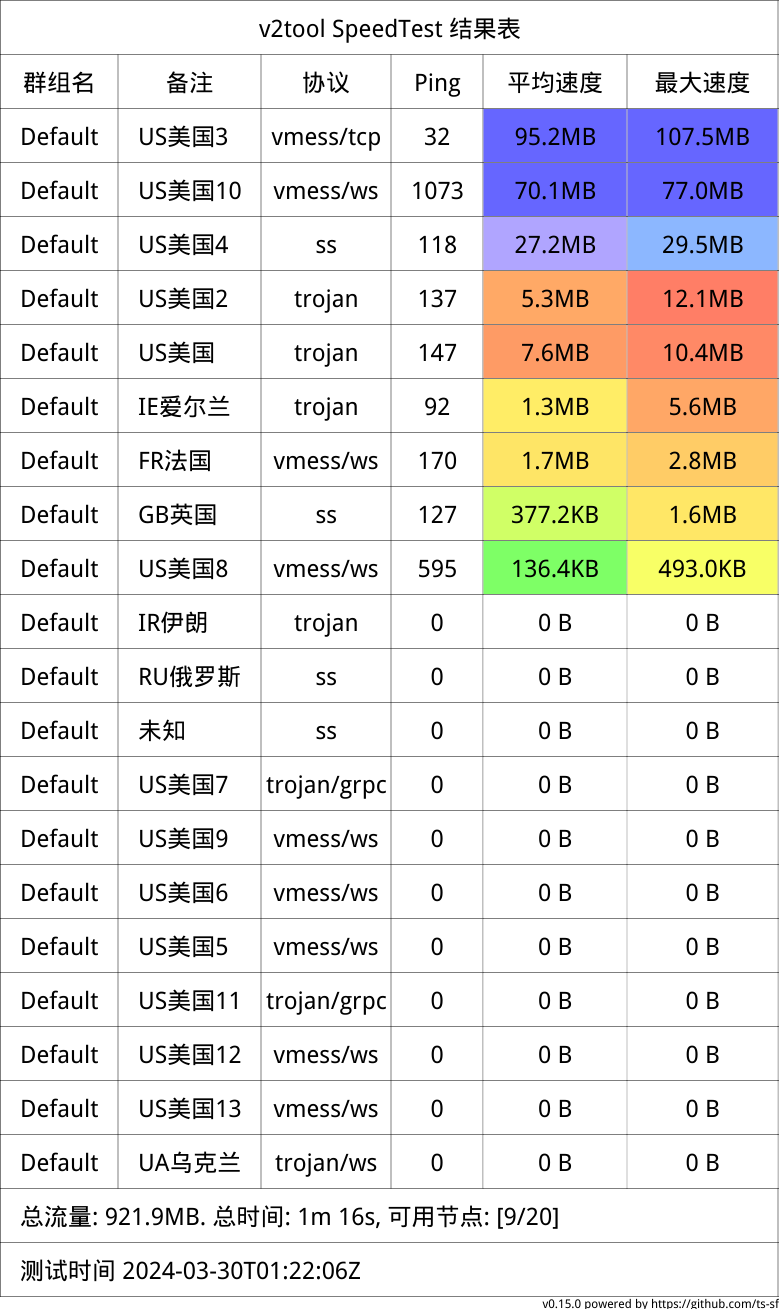 v2tool SpeedTest 结果表
群组名 备注 协议 Ping 平均速度 最大速度
Default US美国3 vmess/tcp 32 95.2MB 107.5MB
Default US美国10 vmess/ws 1073 70.1MB 77.0MB
Default US美国4 ss 118 27.2MB 29.5MB
Default US美国2 trojan 137 5.3MB 12.1MB
Default US美国 trojan 147 7.6MB 10.4MB
Default IE爱尔兰 trojan 92 1.3MB 5.6MB
Default FR法国 vmess/ws 170 1.7MB 2.8MB
Default GB英国 ss 127 377.2KB 1.6MB
Default US美国8 vmess/ws 595 136.4KB 493.0KB
Default IR伊朗 trojan 0 0 B 0 B
Default RU俄罗斯 ss 0 0 B 0 B
Default 未知 ss 0 0 B 0 B
Default US美国7 trojan/grpc 0 0 B 0 B
Default US美国9 vmess/ws 0 0 B 0 B
Default US美国6 vmess/ws 0 0 B 0 B
Default US美国5 vmess/ws 0 0 B 0 B
Default US美国11 trojan/grpc 0 0 B 0 B
Default US美国12 vmess/ws 0 0 B 0 B
Default US美国13 vmess/ws 0 0 B 0 B
Default UA乌克兰 trojan/ws 0 0 B 0 B
总流量: 921.9MB. 总时间: 1m 16s, 可用节点: [9/20]
测试时间 2024-03-30T01:22:06Z
v0.15.0 powered by https://github.com/ts-sf